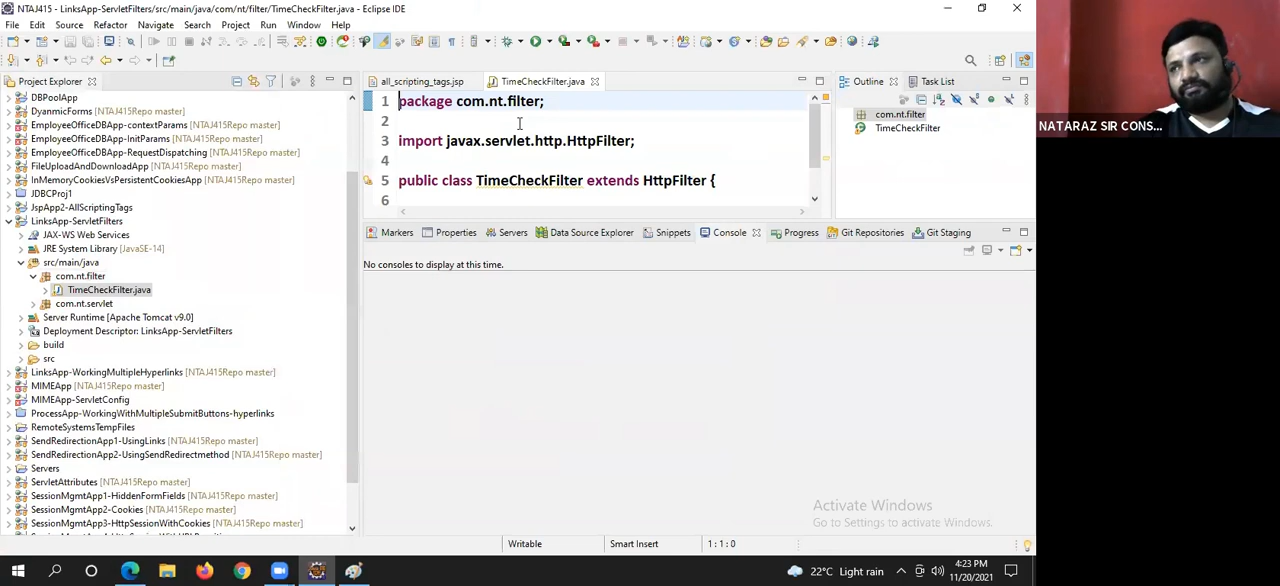 NTAJ415 - LinksApp-ServletFilters/src/main/java/com/nt/filter/TimeCheckFilter.java - Eclipse IDE
File Edit Source Refactor Navigate Search Project Run Window Help
Project Explorer
all_scripting_tags.jsp TimeCheckFilter.java
Outline Task List
DBPoolApp
DyanmicForms [NTAJ415Repo master]
EmployeeOfficeDBApp-contextParams [NTAJ415Repo master]
EmployeeOfficeDBApp-InitParams [NTAJ415Repo master]
EmployeeOfficeDBApp-RequestDispatching [NTAJ415Repo master]
FileUploadAndDownloadApp [NTAJ415Repo master]
InMemoryCookiesVsPersistentCookiesApp [NTAJ415Repo master]
JDBCProj1
JspApp2-AllScriptingTags
LinksApp-ServletFilters
JAX-WS Web Services
JRE System Library [JavaSE-14]
src/main/java
com.nt.filter
TimeCheckFilter.java
com.nt.servlet
Server Runtime [Apache Tomcat v9.0]
Deployment Descriptor: LinksApp-ServletFilters
build
src
LinksApp-WorkingWithMultipleHyperlinks [NTAJ415Repo master]
MIMEApp [NTAJ415Repo master]
MIMEApp-ServletConfig [NTAJ415Repo master]
ProcessApp-WorkingWithMultipleSubmitButtons-hyperlinks
RemoteSystemsTempFiles
SendRedirectionApp1-UsingLinks [NTAJ415Repo master]
SendRedirectionApp2-UsingSendRedirectmethod [NTAJ415Repo master]
Servers
ServletAttributes [NTAJ415Repo master]
SessionMgmtApp1-HiddenFormFields [NTAJ415Repo master]
SessionMgmtApp2-Cookies [NTAJ415Repo master]
SessionMgmtApp3-HttpSessionWithCookies [NTAJ415Repo master]
1 package com.nt.filter;
2
3 import javax.servlet.http.HttpFilter;
4
5 public class TimeCheckFilter extends HttpFilter {
6
com.nt.filter
TimeCheckFilter
Markers Properties Servers Data Source Explorer Snippets Console Progress Git Repositories Git Staging
No consoles to display at this time.
Activate Windows
Go to Settings to activate Windows.
Writable Smart Insert 1 : 1 : 0
22°C Light rain
4:23 PM
11/20/2021
NATARAZ SIR CONS...